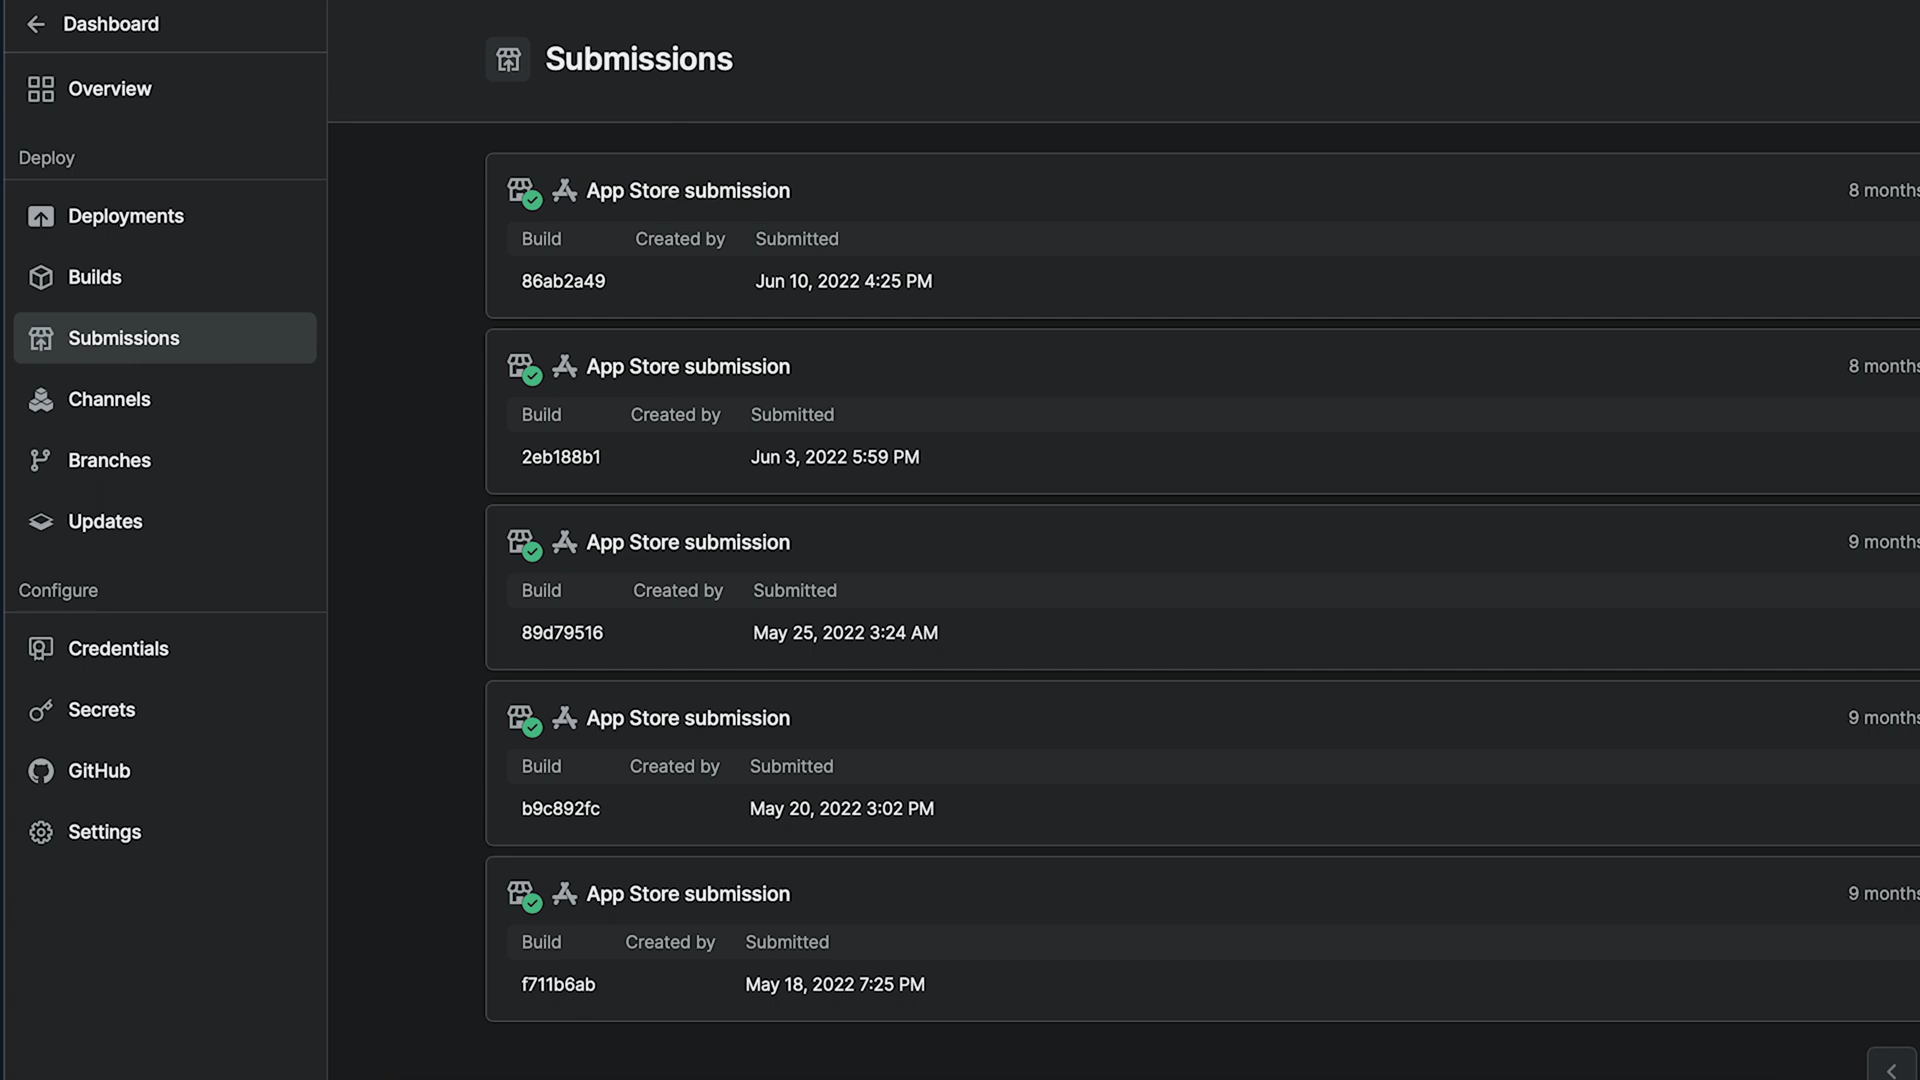 Dashboard
Overview
Deploy
Deployments
Builds
Submissions
Channels
Branches
Updates
Configure
Credentials
Secrets
GitHub
Settings
Submissions
App Store submission
8 months
Build Created by Submitted
86ab2a49 Jun 10, 2022 4:25 PM
App Store submission
8 months
Build Created by Submitted
2eb188b1 Jun 3, 2022 5:59 PM
App Store submission
9 months
Build Created by Submitted
89d79516 May 25, 2022 3:24 AM
App Store submission
9 months
Build Created by Submitted
b9c892fc May 20, 2022 3:02 PM
App Store submission
9 months
Build Created by Submitted
f711b6ab May 18, 2022 7:25 PM